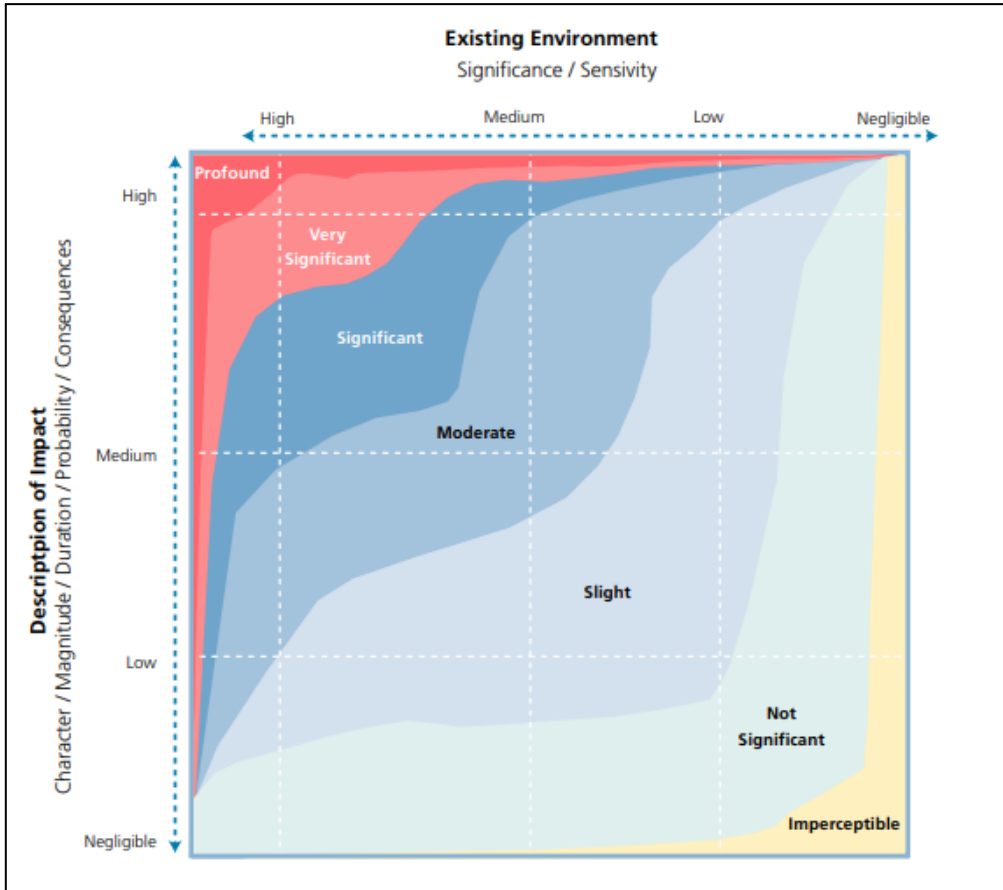 Existing Environment
Significance / Sensivity
High
Medium
Low
Negligible
Descriptpion of Impact
Character / Magnitude / Duration / Probability / Consequences
High
Medium
Low
Negligible
Profound
Very
Significant
Significant
Moderate
Slight
Not
Significant
Imperceptible